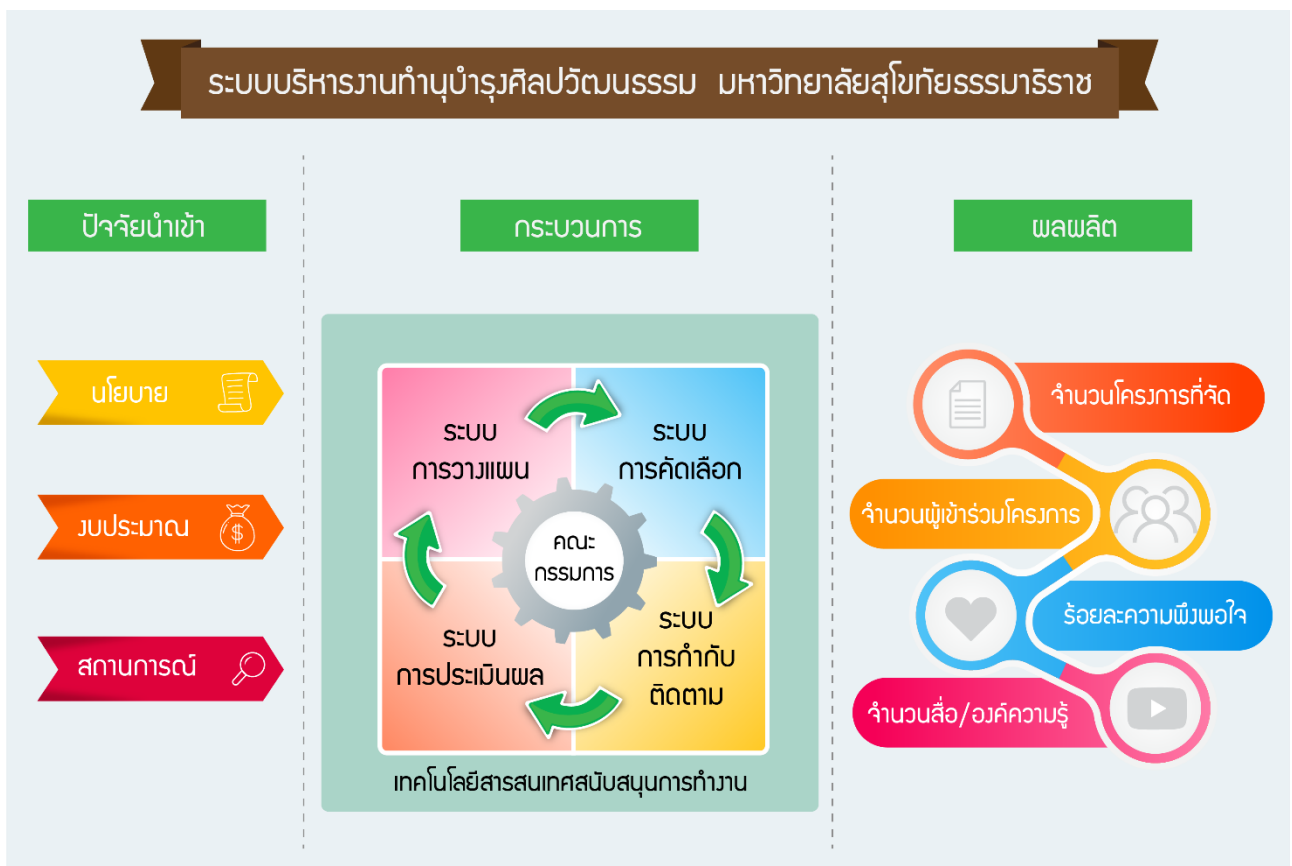 ระบบบริหารงานทำนุบำรุงศิลปวัฒนธรรม มหาวิทยาลัยสุโขทัยธรรมาธิราช
ปัจจัยนำเข้า
นโยบาย
งบประมาณ
$
สถานการณ์
กระบวนการ
ระบบ
การวางแผน
ระบบ
การคัดเลือก
คณะ
กรรมการ
ระบบ
การประเมินผล
ระบบ
การกำกับ
ติดตาม
เทคโนโลยีสารสนเทศสนับสนุนการทำงาน
ผลผลิต
จำนวนโครงการที่จัด
จำนวนผู้เข้าร่วมโครงการ
ร้อยละความพึงพอใจ
จำนวนสื่อ/องค์ความรู้